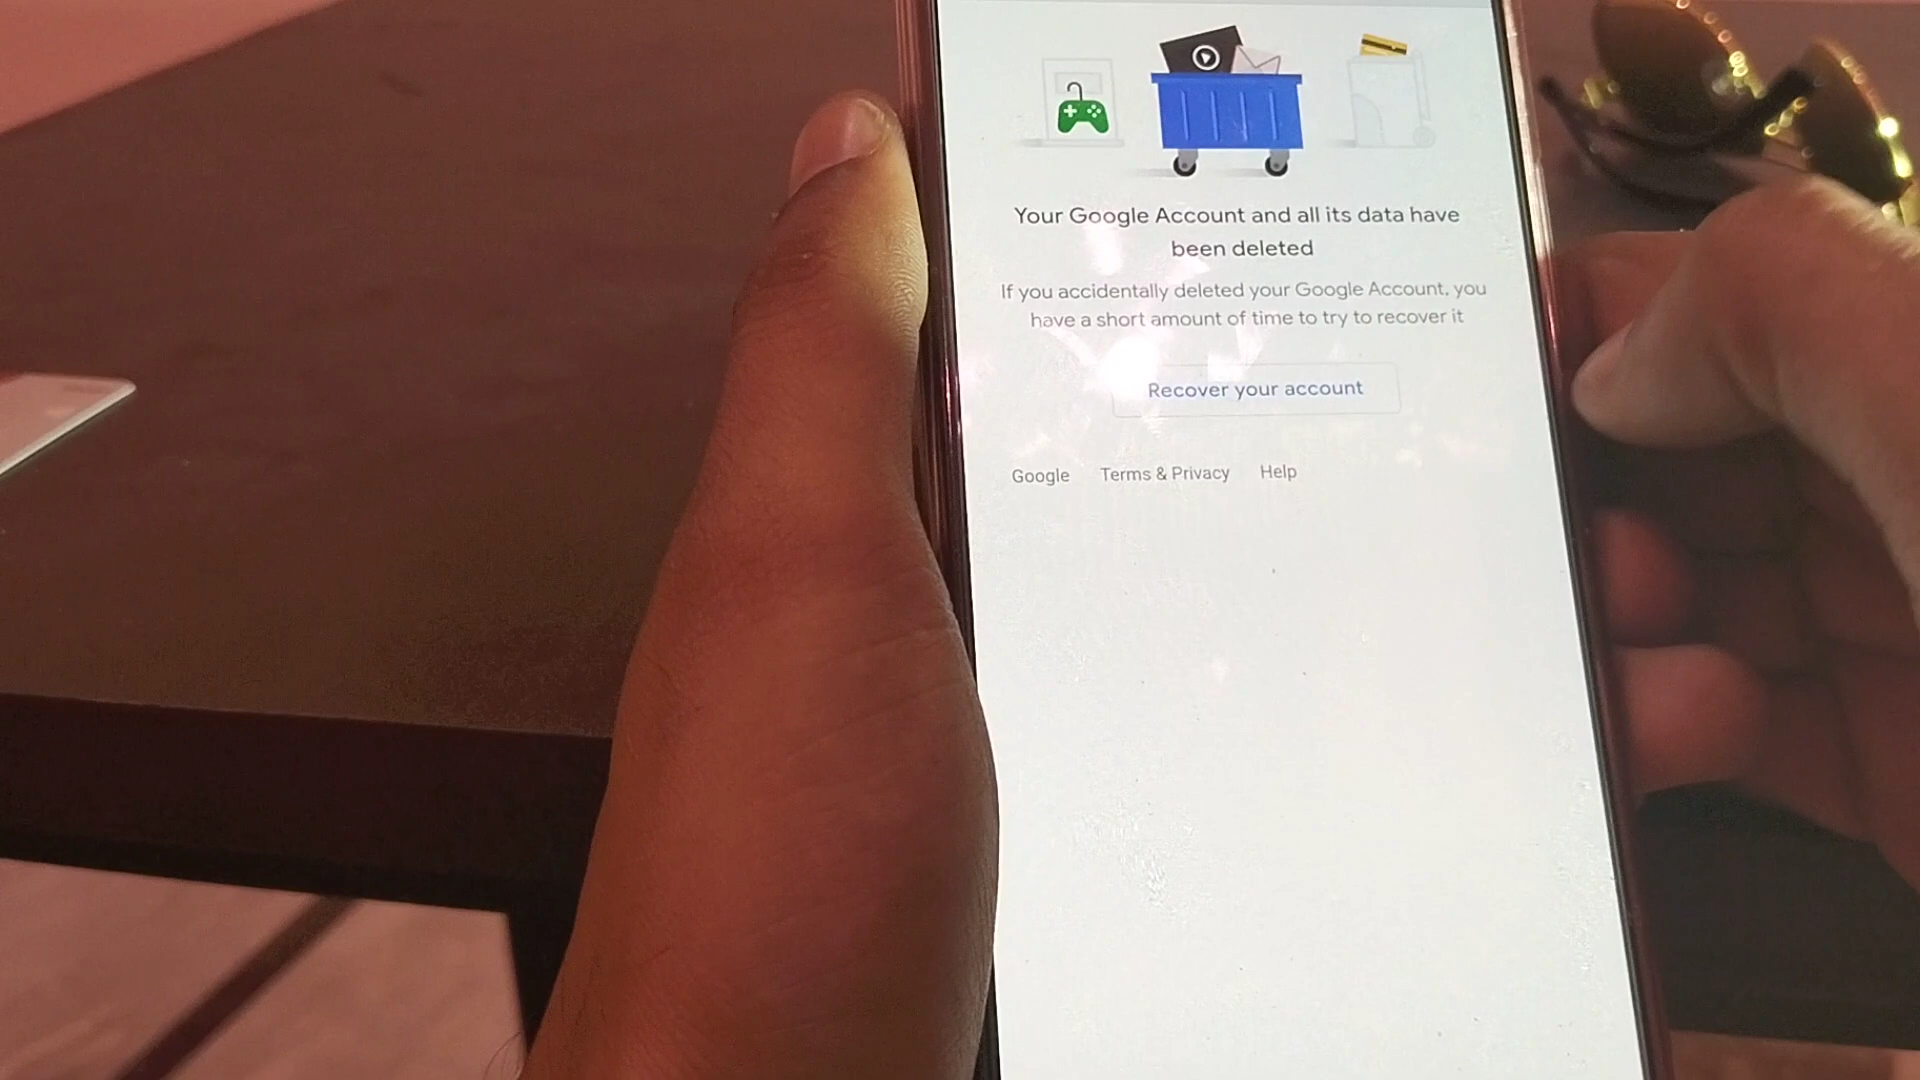 Your Google Account and all its data have
been deleted
If you accidentally deleted your Google Account, you
have a short amount of time to try to recover it
Recover your account
Google Terms & Privacy Help